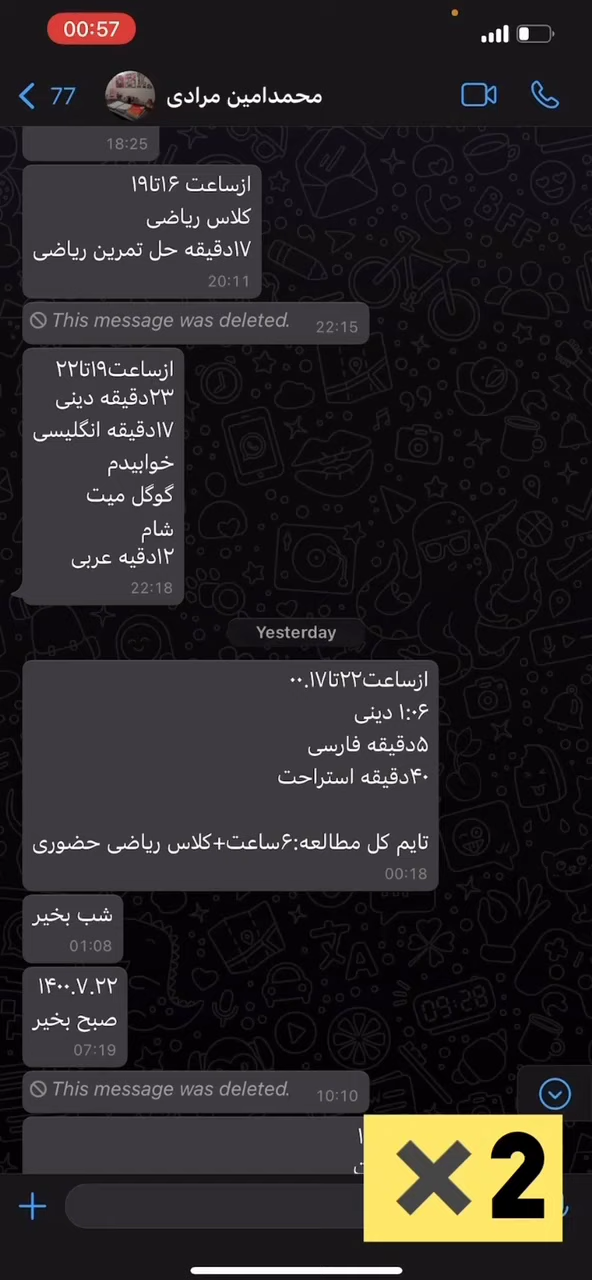 00:57
77
محمدامین مرادی
18:25
ازساعت ۱۶تا۱۹
کلاس ریاضی
۱۷دقیقه حل تمرین ریاضی
20:11
This message was deleted.
22:15
ازساعت۱۹تا۲۲
۲۳دقیقه دینی
۱۷دقیقه انگلیسی
خوابیدم
گوگل میت
شام
۱۲دقیه عربی
22:18
Yesterday
ازساعت۲۲تا۰۰.۱۷
۱:۰۶ دینی
۵دقیقه فارسی
۴۰دقیقه استراحت
تایم کل مطالعه:۶ساعت+کلاس ریاضی حضوری
00:18
شب بخیر
01:08
۱۴۰۰.۷.۲۲
صبح بخیر
07:19
This message was deleted.
10:10
×2